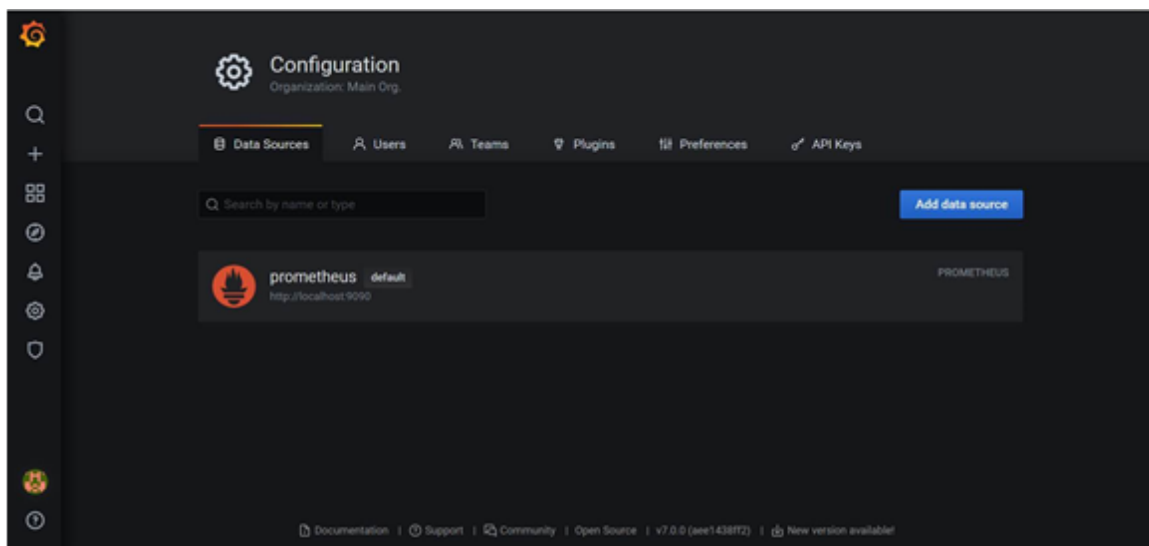 Configuration
Organization: Main Org.
Data Sources Users Teams Plugins Preferences API Keys
Search by name or type
Add data source
prometheus default
PROMETHEUS
http://localhost:9090
Documentation | Support | Community | Open Source | v7.0.0 (aee1438ff2) | New version available!